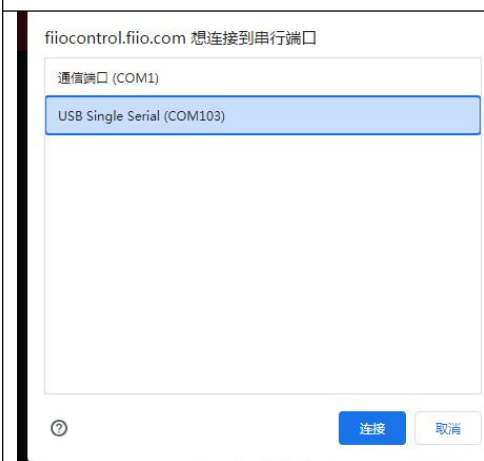 fiiocontrol.fiio.com 想连接到串行端口
通信端口 (COM1)
USB Single Serial (COM103)
连接
取消